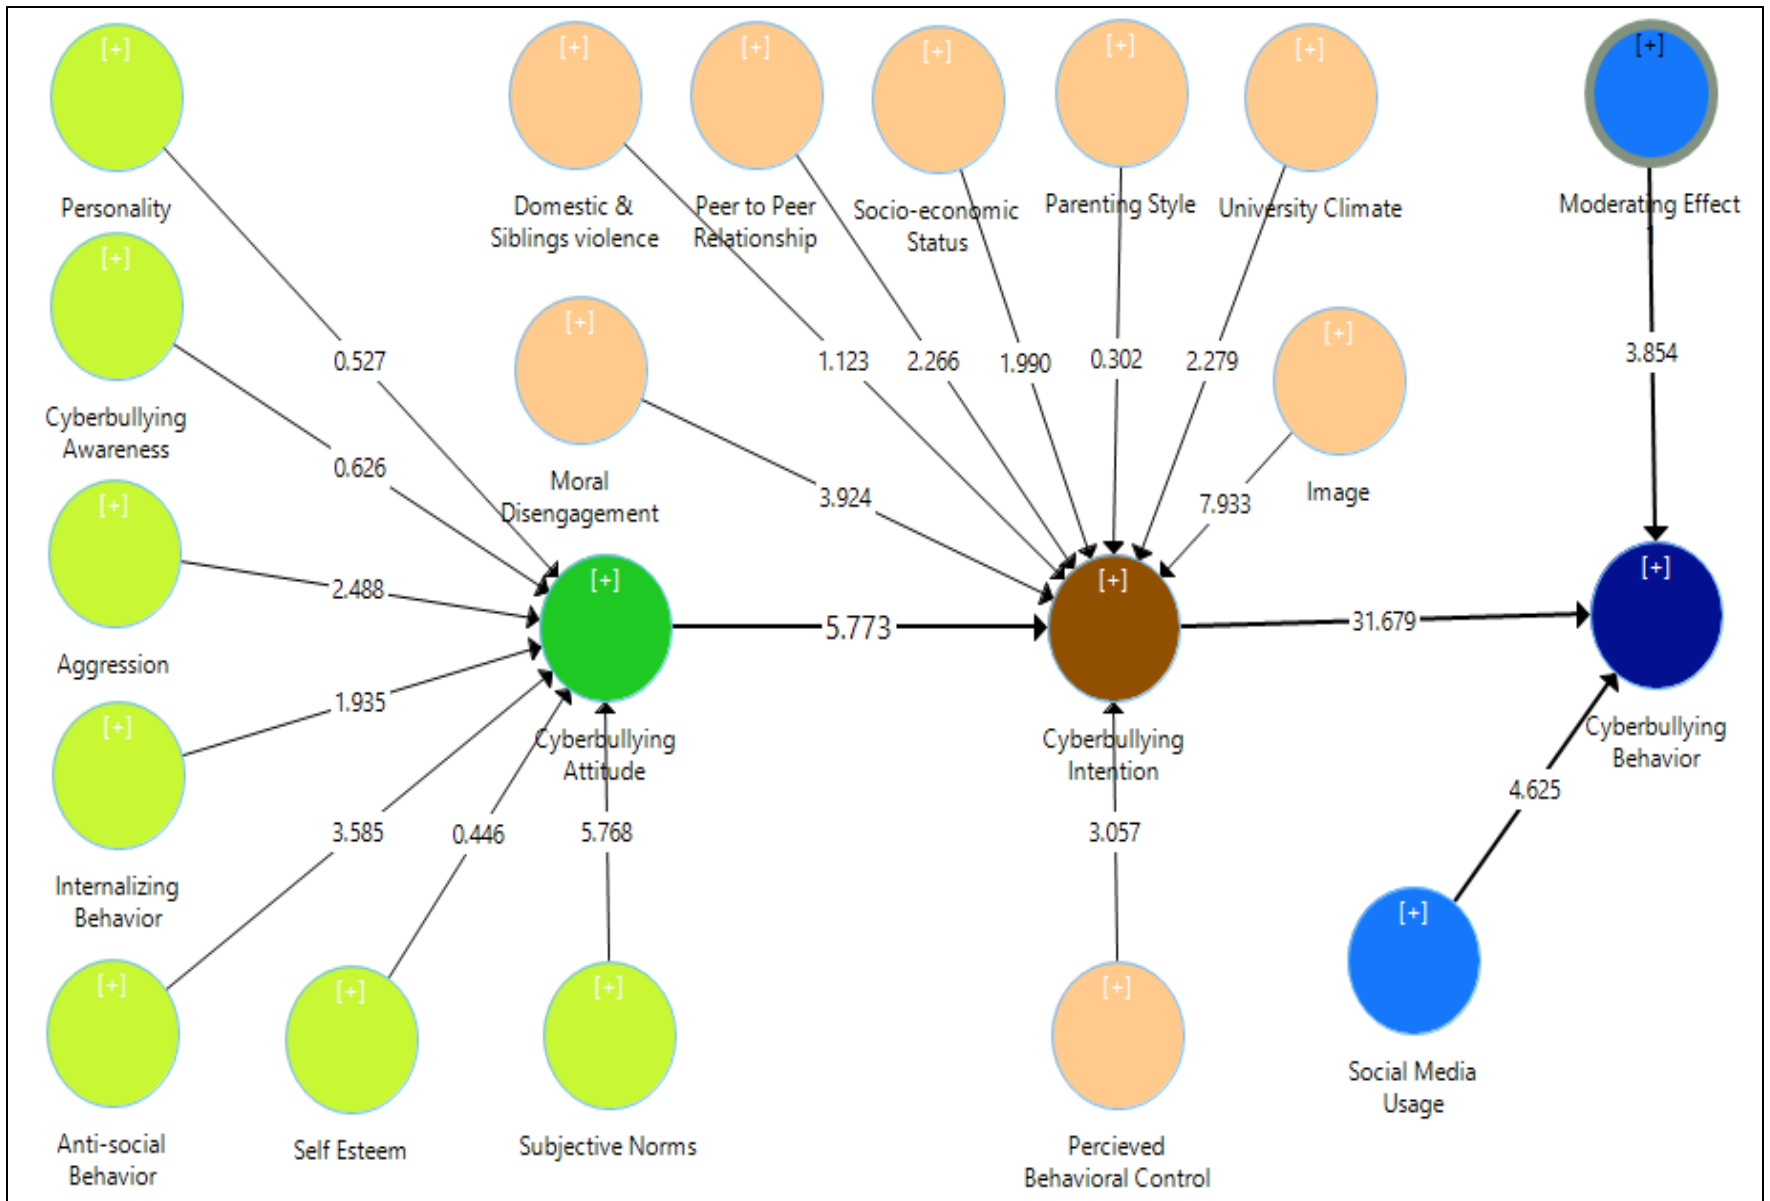 [+]
Personality
[+]
Cyberbullying
Awareness
[+]
Aggression
[+]
Internalizing
Behavior
[+]
Anti-social
Behavior
[+]
Self Esteem
[+]
Subjective Norms
0.527
0.626
2.488
1.935
3.585
0.446
5.768
[+]
Cyberbullying
Attitude
5.773
[+]
Domestic &
Siblings violence
[+]
Peer to Peer
Relationship
[+]
Socio-economic
Status
[+]
Parenting Style
[+]
University Climate
[+]
Moral
Disengagement
[+]
Image
1.123
2.266
1.990
0.302
2.279
3.924
7.933
[+]
Cyberbullying
Intention
3.057
[+]
Percieved
Behavioral Control
31.679
[+]
Moderating Effect
3.854
[+]
Cyberbullying
Behavior
4.625
[+]
Social Media
Usage